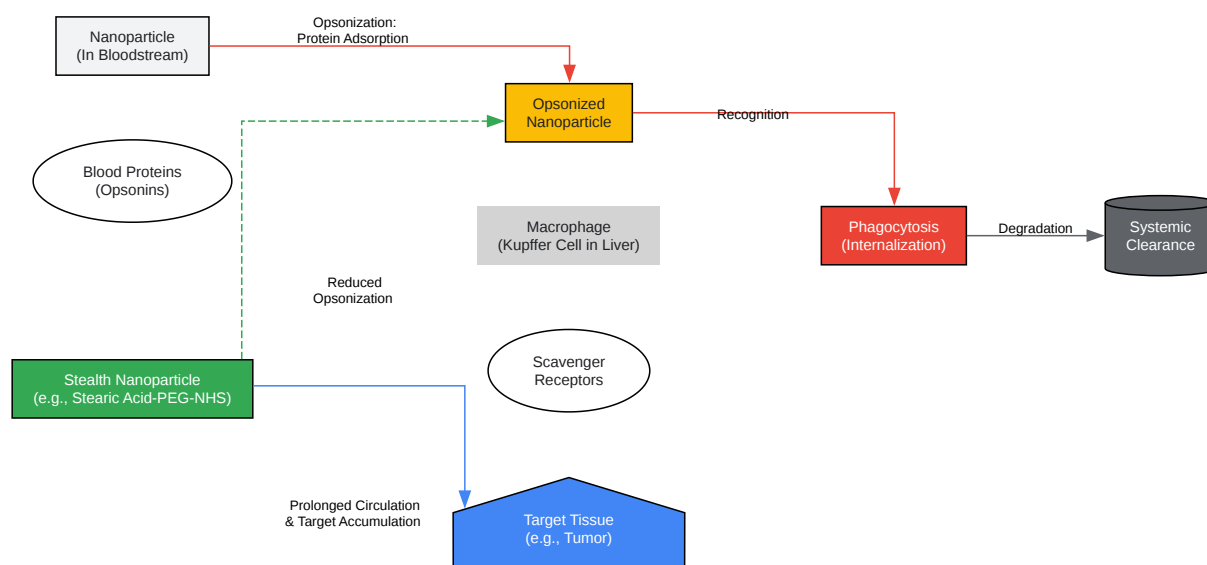 Nanoparticle
(In Bloodstream)
Opsonization:
Protein Adsorption
Opsonized
Nanoparticle
Recognition
Blood Proteins
(Opsonins)
Macrophage
(Kupffer Cell in Liver)
Phagocytosis
(Internalization)
Degradation
Systemic
Clearance
Reduced
Opsonization
Scavenger
Receptors
Stealth Nanoparticle
(e.g., Stearic Acid-PEG-NHS)
Prolonged Circulation
& Target Accumulation
Target Tissue
(e.g., Tumor)